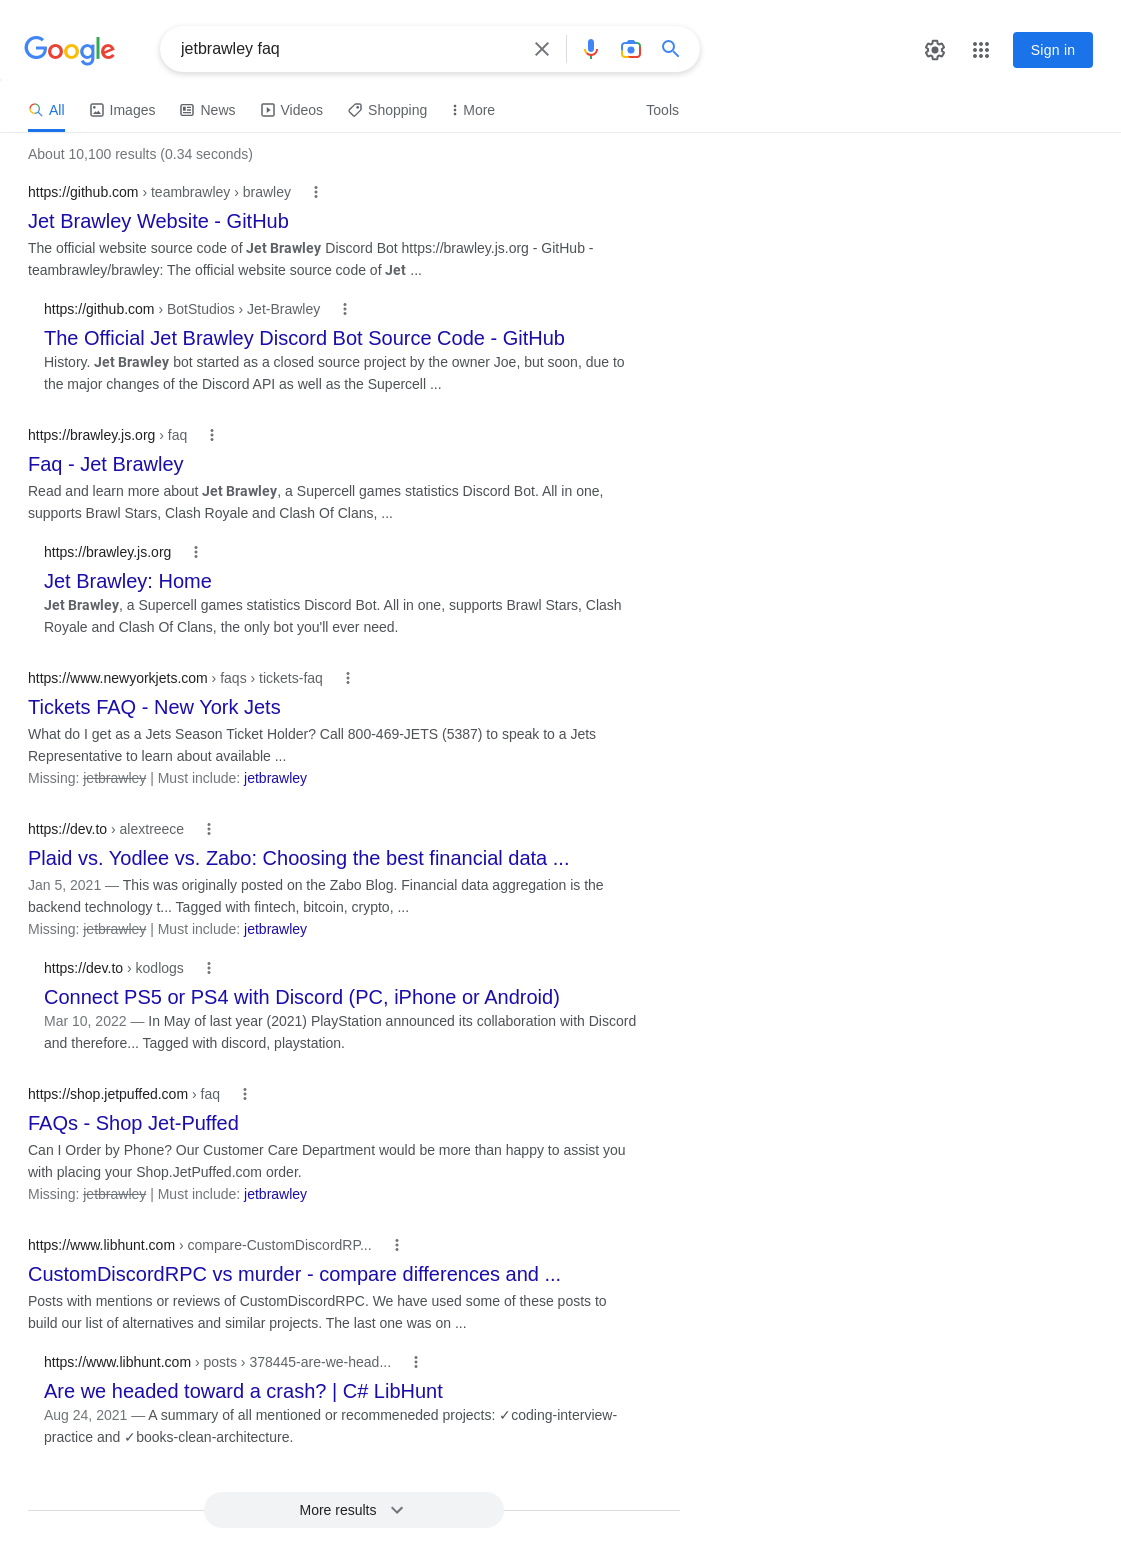 Google
jetbrawley faq
Sign in
All
Images
News
Videos
Shopping
More
Tools
About 10,100 results (0.34 seconds)
https://github.com › teambrawley › brawley
Jet Brawley Website - GitHub
The official website source code of Jet Brawley Discord Bot https://brawley.js.org - GitHub -
teambrawley/brawley: The official website source code of Jet ...
https://github.com › BotStudios › Jet-Brawley
The Official Jet Brawley Discord Bot Source Code - GitHub
History. Jet Brawley bot started as a closed source project by the owner Joe, but soon, due to
the major changes of the Discord API as well as the Supercell ...
https://brawley.js.org › faq
Faq - Jet Brawley
Read and learn more about Jet Brawley, a Supercell games statistics Discord Bot. All in one,
supports Brawl Stars, Clash Royale and Clash Of Clans, ...
https://brawley.js.org
Jet Brawley: Home
Jet Brawley, a Supercell games statistics Discord Bot. All in one, supports Brawl Stars, Clash
Royale and Clash Of Clans, the only bot you'll ever need.
https://www.newyorkjets.com › faqs › tickets-faq
Tickets FAQ - New York Jets
What do I get as a Jets Season Ticket Holder? Call 800-469-JETS (5387) to speak to a Jets
Representative to learn about available ...
Missing: jetbrawley | Must include: jetbrawley
https://dev.to › alextreece
Plaid vs. Yodlee vs. Zabo: Choosing the best financial data ...
Jan 5, 2021 — This was originally posted on the Zabo Blog. Financial data aggregation is the
backend technology t... Tagged with fintech, bitcoin, crypto, ...
Missing: jetbrawley | Must include: jetbrawley
https://dev.to › kodlogs
Connect PS5 or PS4 with Discord (PC, iPhone or Android)
Mar 10, 2022 — In May of last year (2021) PlayStation announced its collaboration with Discord
and therefore... Tagged with discord, playstation.
https://shop.jetpuffed.com › faq
FAQs - Shop Jet-Puffed
Can I Order by Phone? Our Customer Care Department would be more than happy to assist you
with placing your Shop.JetPuffed.com order.
Missing: jetbrawley | Must include: jetbrawley
https://www.libhunt.com › compare-CustomDiscordRP...
CustomDiscordRPC vs murder - compare differences and ...
Posts with mentions or reviews of CustomDiscordRPC. We have used some of these posts to
build our list of alternatives and similar projects. The last one was on ...
https://www.libhunt.com › posts › 378445-are-we-head...
Are we headed toward a crash? | C# LibHunt
Aug 24, 2021 — A summary of all mentioned or recommeneded projects: ✓coding-interview-
practice and ✓books-clean-architecture.
More results